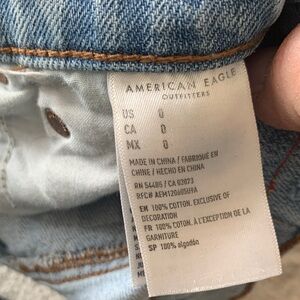 AMERICAN EAGLE
OUTFITTERS
US 0
CA 0
MX 0
MADE IN CHINA / FABRIQUÉ EN
CHINE / HECHO EN CHINA
RN 54485 / CA 03073
EN 100% COTTON. EXCLUSIVE OF
DECORATION
FR 100% COTON. À L'EXCEPTION DE LA
GARNITURE
SP 100% algodón